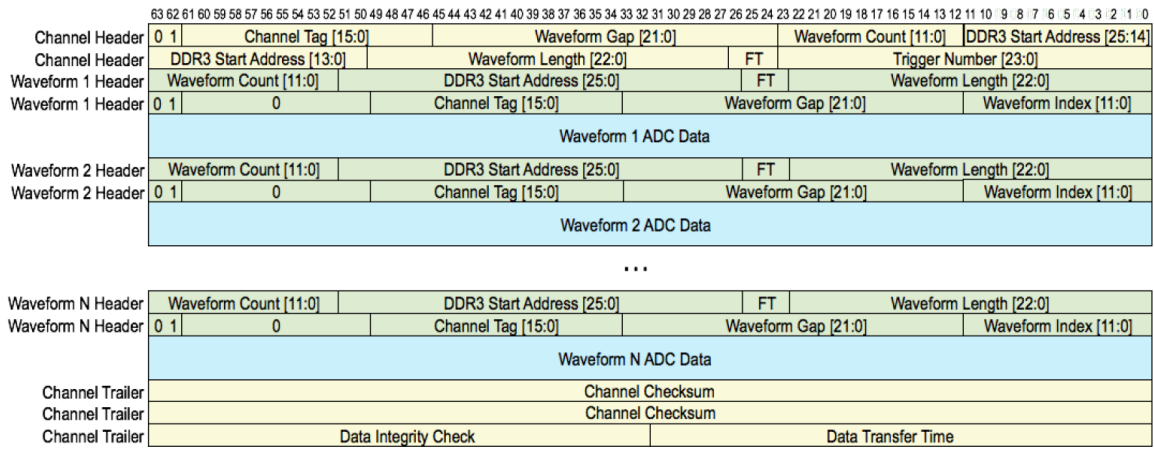 63 62 61 60 59 58 57 56 55 54 53 52 51 50 49 48 47 46 45 44 43 42 41 40 39 38 37 36 35 34 33 32 31 30 29 28 27 26 25 24 23 22 21 20 19 18 17 16 15 14 13 12 11 10 9 8 7 6 5 4 3 2 1 0
Channel Header 0 1 Channel Tag [15:0] Waveform Gap [21:0] Waveform Count [11:0] DDR3 Start Address [25:14]
Channel Header DDR3 Start Address [13:0] Waveform Length [22:0] FT Trigger Number [23:0]
Waveform 1 Header Waveform Count [11:0] DDR3 Start Address [25:0] FT Waveform Length [22:0]
Waveform 1 Header 0 1 0 Channel Tag [15:0] Waveform Gap [21:0] Waveform Index [11:0]
Waveform 1 ADC Data
Waveform 2 Header Waveform Count [11:0] DDR3 Start Address [25:0] FT Waveform Length [22:0]
Waveform 2 Header 0 1 0 Channel Tag [15:0] Waveform Gap [21:0] Waveform Index [11:0]
Waveform 2 ADC Data
...
Waveform N Header Waveform Count [11:0] DDR3 Start Address [25:0] FT Waveform Length [22:0]
Waveform N Header 0 1 0 Channel Tag [15:0] Waveform Gap [21:0] Waveform Index [11:0]
Waveform N ADC Data
Channel Trailer Channel Checksum
Channel Trailer Channel Checksum
Channel Trailer Data Integrity Check Data Transfer Time